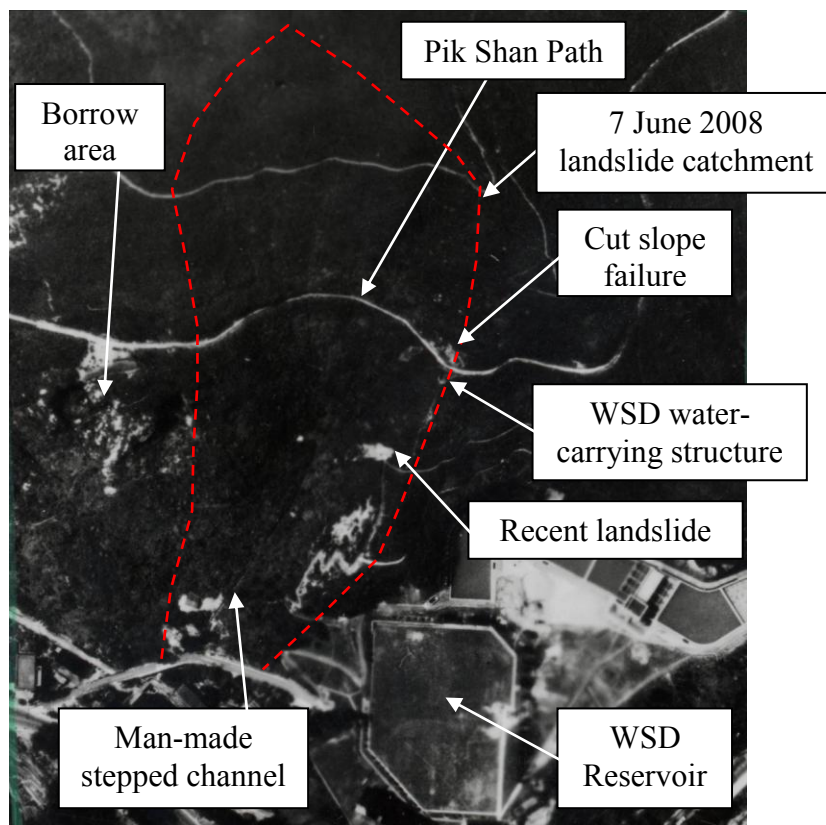 Pik Shan Path
Borrow
area
7 June 2008
landslide catchment
Cut slope
failure
WSD water-
carrying structure
Recent landslide
Man-made
stepped channel
WSD
Reservoir